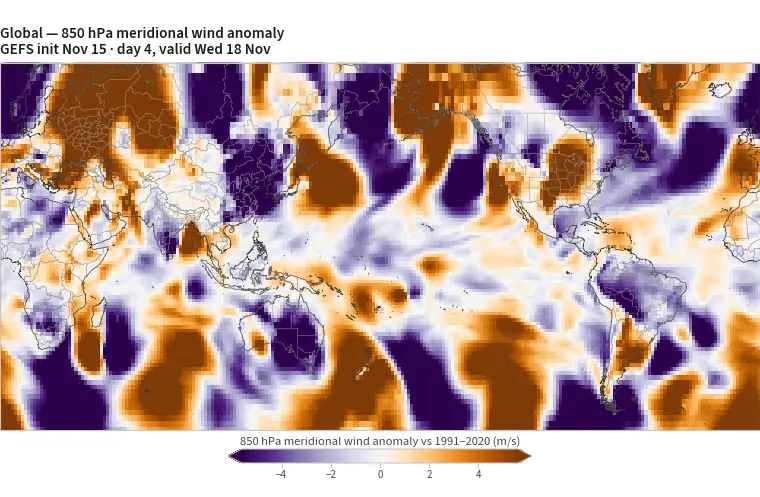 Global — 850 hPa meridional wind anomaly
GEFS init Nov 15 · day 4, valid Wed 18 Nov
850 hPa meridional wind anomaly vs 1991–2020 (m/s)
−4 −2 0 2 4